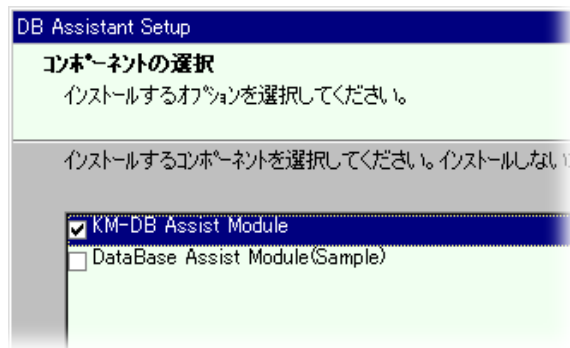 DB Assistant Setup
コンポーネントの選択
インストールするオプションを選択してください。
インストールするコンポーネントを選択してください。インストールしない
KM-DB Assist Module
DataBase Assist Module(Sample)